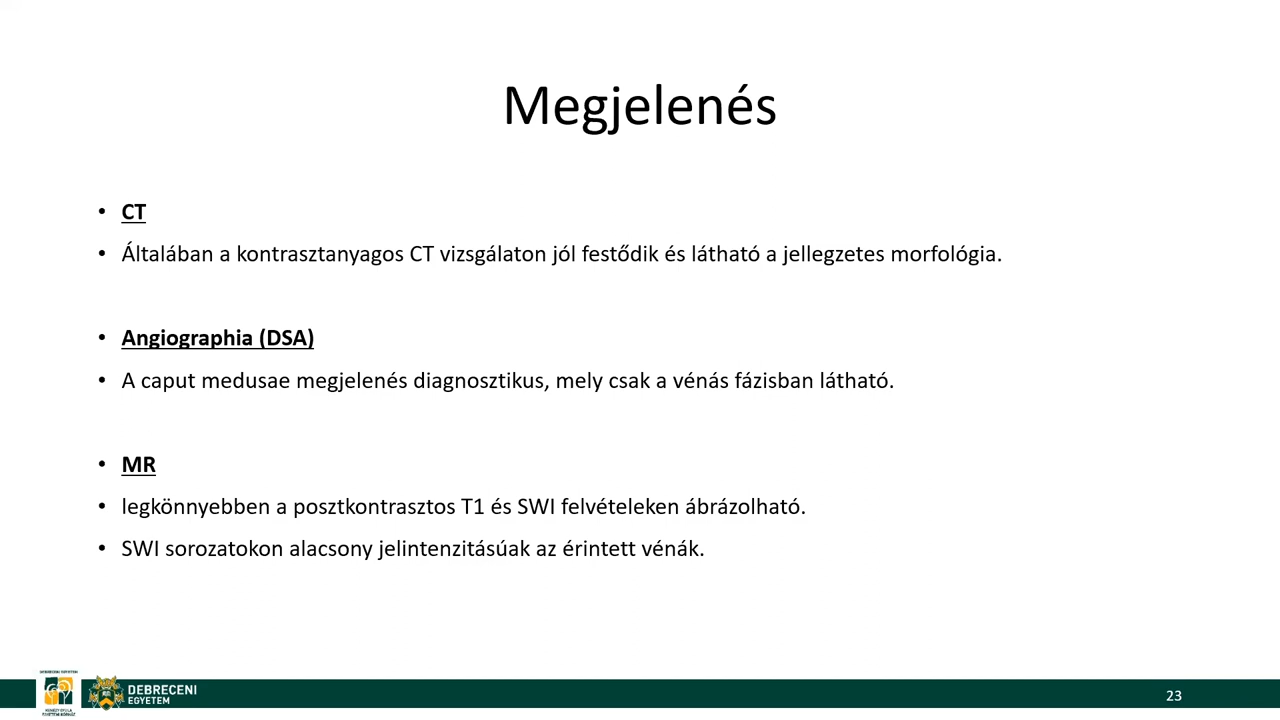 Megjelenés
• CT
• Általában a kontrasztanyagos CT vizsgálaton jól festődik és látható a jellegzetes morfológia.
• Angiographia (DSA)
• A caput medusae megjelenés diagnosztikus, mely csak a vénás fázisban látható.
• MR
• legkönnyebben a posztkontrasztos T1 és SWI felvételeken ábrázolható.
• SWI sorozatokon alacsony jelintenzitásúak az érintett vénák.
DEBRECENI EGYETEM
DEBRECENI
EGYETEM
23